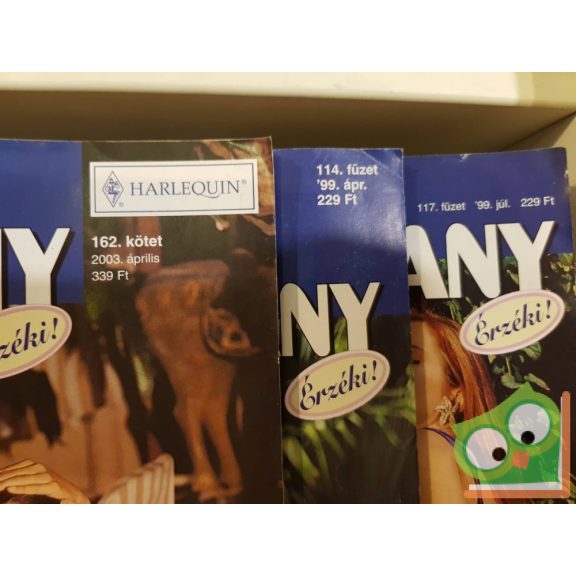 HARLEQUIN®
162. kötet
2003. április
339 Ft
NY
zéki!
114. füzet
'99. ápr.
229 Ft
NY
Érzéki!
117. füzet '99. júl. 229 Ft
ANY
Érzéki!